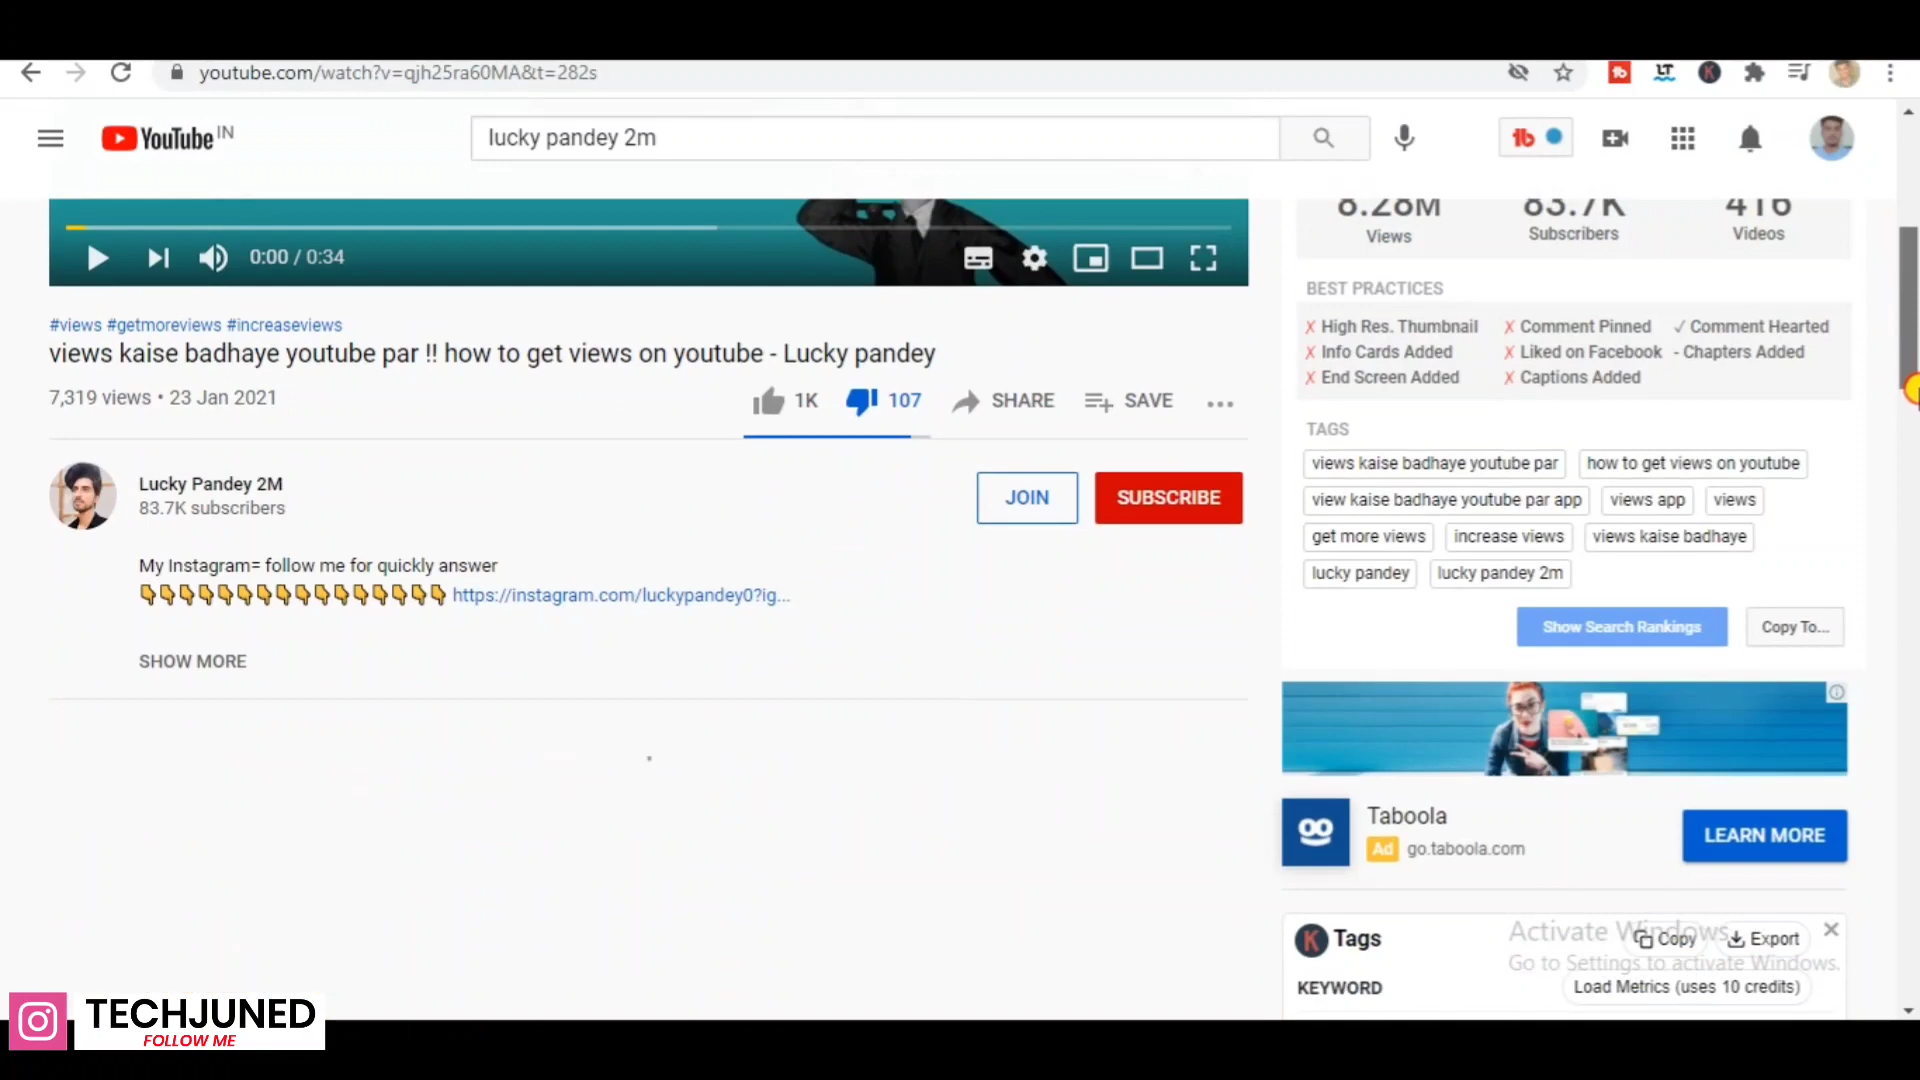 youtube.com/watch?v=qjh25ra60MA&t=282s
YouTube IN
lucky pandey 2m
8.28M 83.7K 416
Views Subscribers Videos
0:00 / 0:34
#views #getmoreviews #increaseviews
views kaise badhaye youtube par !! how to get views on youtube - Lucky pandey
7,319 views • 23 Jan 2021
1K 107 SHARE SAVE
Lucky Pandey 2M
83.7K subscribers
JOIN SUBSCRIBE
My Instagram= follow me for quickly answer
👇👇👇👇👇👇👇👇👇👇👇👇👇👇👇👇 https://instagram.com/luckypandey0?ig...
SHOW MORE
BEST PRACTICES
✗ High Res. Thumbnail ✗ Comment Pinned ✓ Comment Hearted
✗ Info Cards Added ✗ Liked on Facebook - Chapters Added
✗ End Screen Added ✗ Captions Added
TAGS
views kaise badhaye youtube par how to get views on youtube
view kaise badhaye youtube par app views app views
get more views increase views views kaise badhaye
lucky pandey lucky pandey 2m
Show Search Rankings Copy To...
Taboola
Ad go.taboola.com
LEARN MORE
K Tags
Copy Export
Activate Windows
Go to Settings to activate Windows.
KEYWORD Load Metrics (uses 10 credits)
TECHJUNED
FOLLOW ME